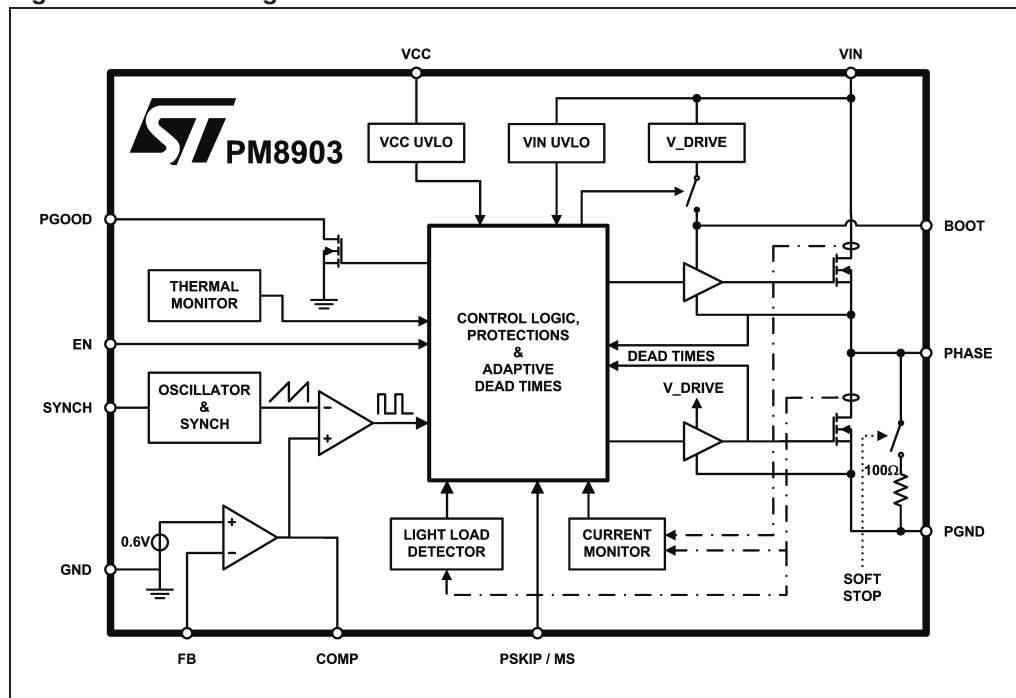 VCC
VIN
ST
PM8903
VCC UVLO
VIN UVLO
V_DRIVE
PGOOD
BOOT
THERMAL
MONITOR
CONTROL LOGIC,
PROTECTIONS
&
ADAPTIVE
DEAD TIMES
EN
DEAD TIMES
PHASE
OSCILLATOR
&
SYNCH
SYNCH
V_DRIVE
−
+
100Ω
0.6V
+
−
LIGHT LOAD
DETECTOR
CURRENT
MONITOR
PGND
GND
SOFT
STOP
FB
COMP
PSKIP / MS